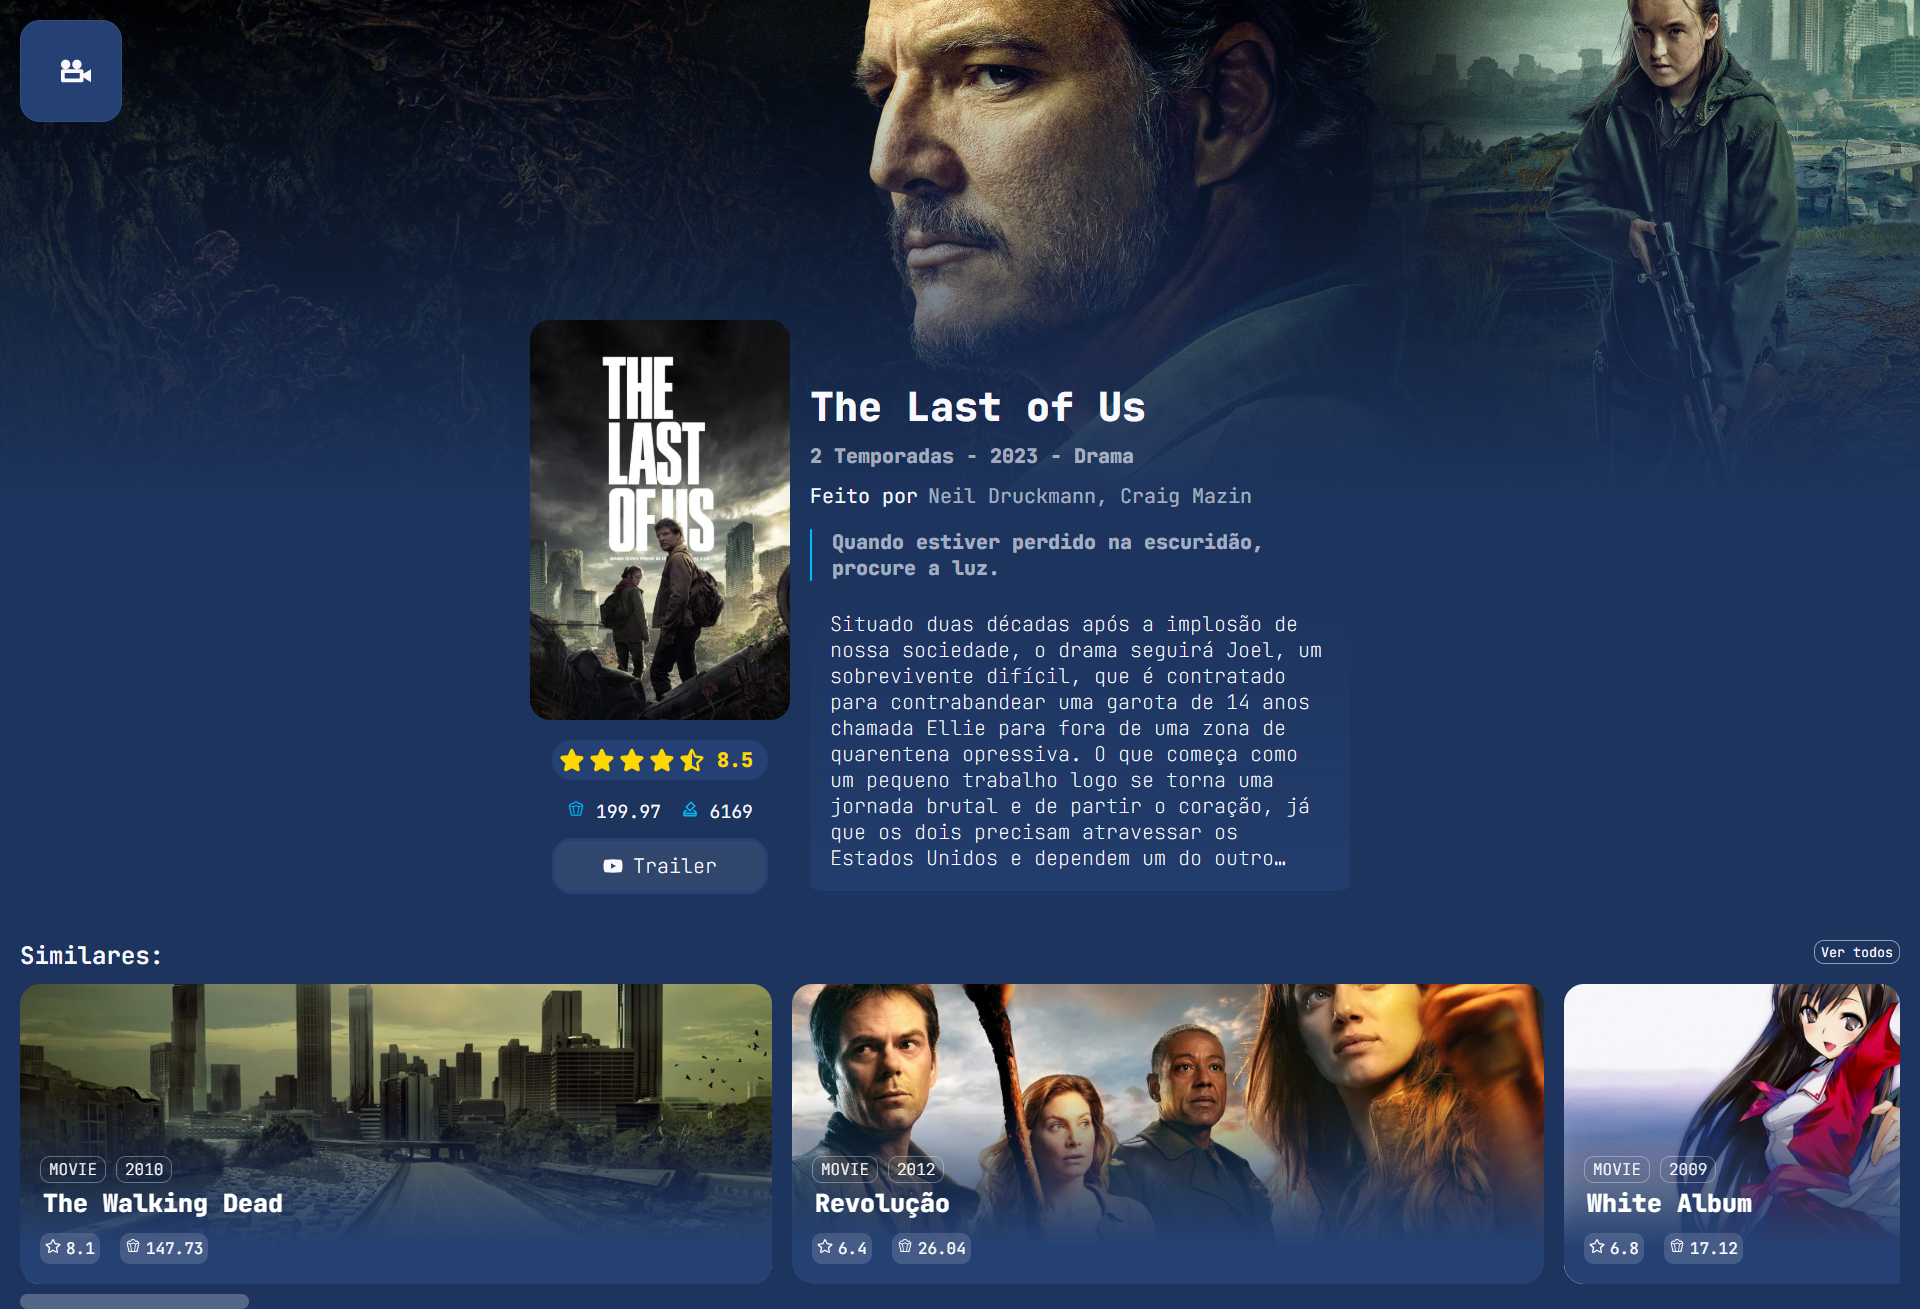 THE
LAST
OF US
The Last of Us
2 Temporadas - 2023 - Drama
Feito por Neil Druckmann, Craig Mazin
Quando estiver perdido na escuridão,
procure a luz.
Situado duas décadas após a implosão de
nossa sociedade, o drama seguirá Joel, um
sobrevivente difícil, que é contratado
para contrabandear uma garota de 14 anos
chamada Ellie para fora de uma zona de
quarentena opressiva. O que começa como
um pequeno trabalho logo se torna uma
jornada brutal e de partir o coração, já
que os dois precisam atravessar os
Estados Unidos e dependem um do outro…
8.5
199.97 6169
Trailer
Similares:
Ver todos
MOVIE 2010
The Walking Dead
8.1 147.73
MOVIE 2012
Revolução
6.4 26.04
MOVIE 2009
White Album
6.8 17.12